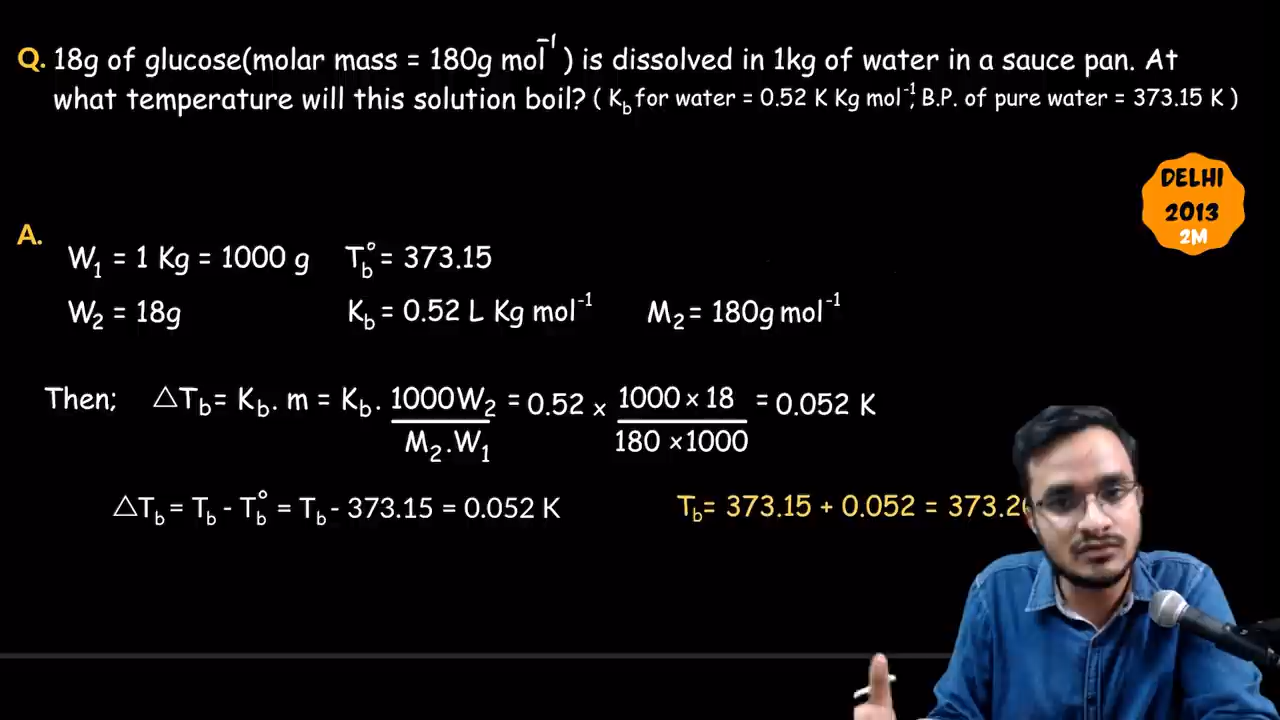 Q. 18g of glucose(molar mass = 180g mol⁻¹ ) is dissolved in 1kg of water in a sauce pan. At
what temperature will this solution boil? ( K_b for water = 0.52 K Kg mol⁻¹, B.P. of pure water = 373.15 K )
DELHI
2013
2M
A.
W₁ = 1 Kg = 1000 g T_b° = 373.15
W₂ = 18g K_b = 0.52 L Kg mol⁻¹ M₂ = 180g mol⁻¹
Then; △T_b = K_b. m = K_b. 1000W₂ / M₂.W₁ = 0.52 × 1000 × 18 / 180 ×1000 = 0.052 K
△T_b = T_b - T_b° = T_b - 373.15 = 0.052 K T_b = 373.15 + 0.052 =